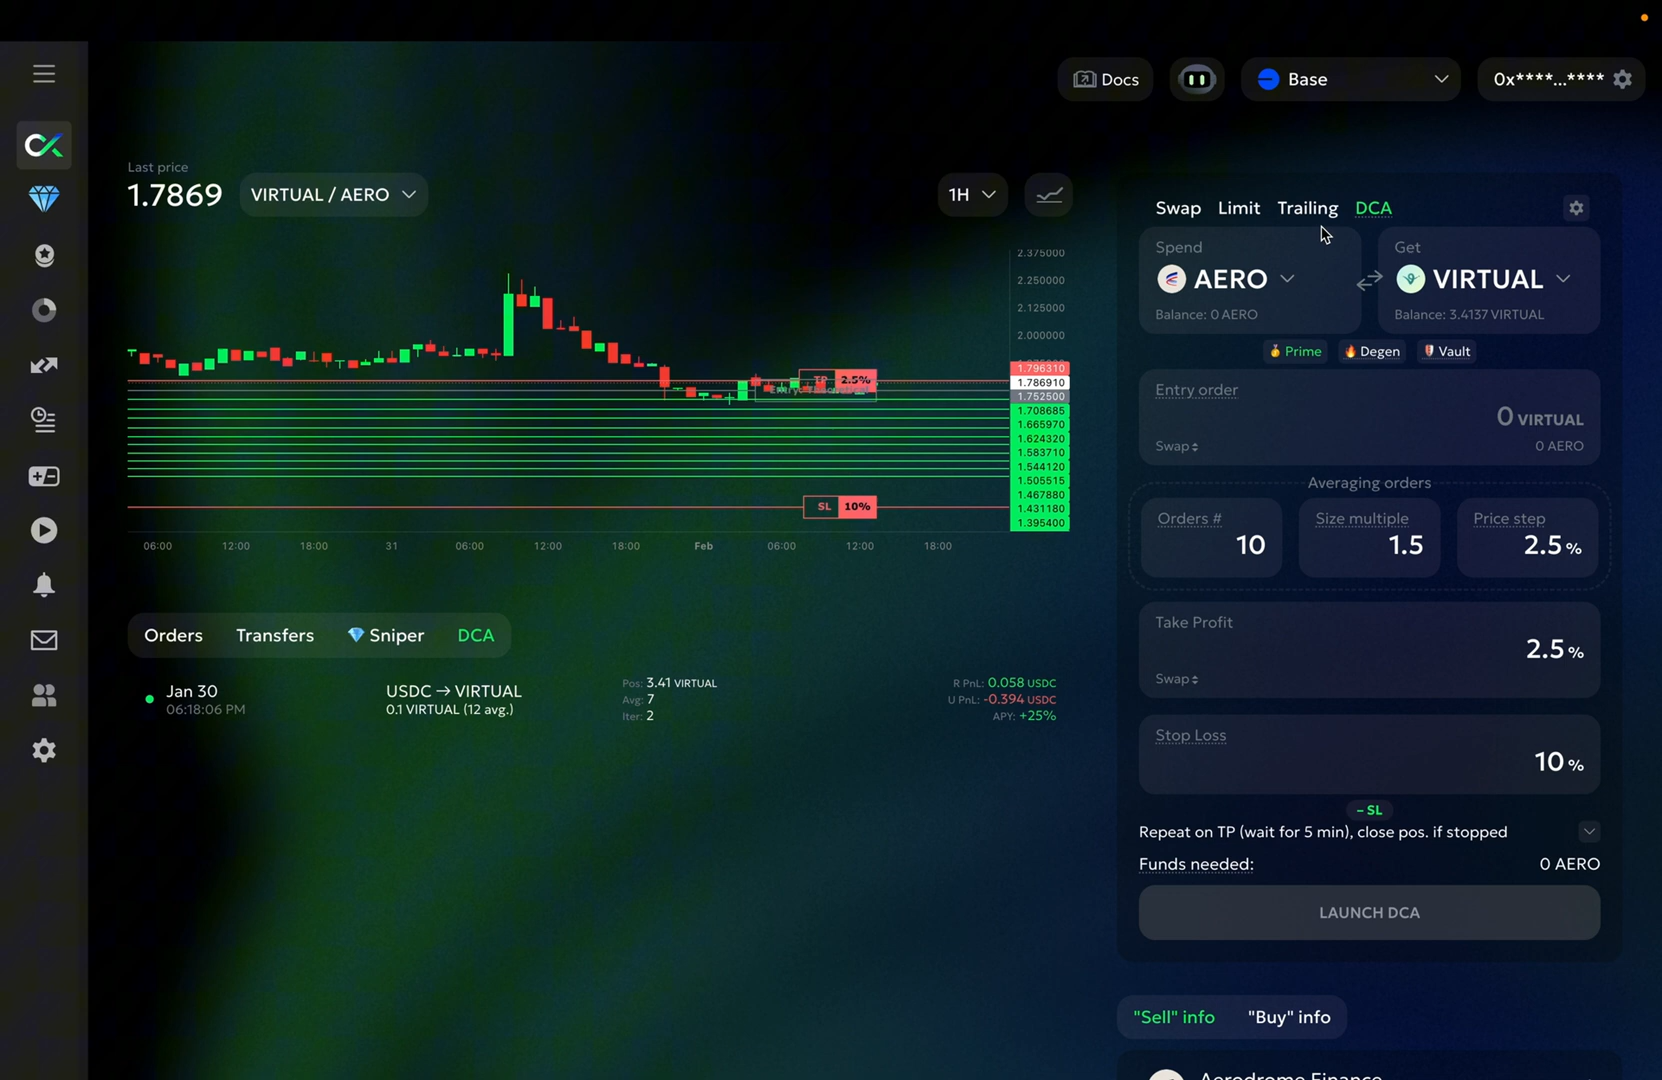 Docs
Base
0x****...****
Last price
1.7869
VIRTUAL / AERO
1H
2.375000
2.250000
2.125000
2.000000
1.796310
1.786910
1.752500
1.708685
1.665970
1.624320
1.583710
1.544120
1.505515
1.467880
1.431180
1.395400
TP 2.5%
SL 10%
06:00 12:00 18:00 31 06:00 12:00 18:00 Feb 06:00 12:00 18:00
Orders Transfers Sniper DCA
Jan 30
06:18:06 PM
USDC → VIRTUAL
0.1 VIRTUAL (12 avg.)
Pos: 3.41 VIRTUAL
Avg: 7
Iter: 2
R PnL: 0.058 USDC
U PnL: -0.394 USDC
APY: +25%
Swap Limit Trailing DCA
Spend
AERO
Balance: 0 AERO
Get
VIRTUAL
Balance: 3.4137 VIRTUAL
Prime Degen Vault
Entry order
0 VIRTUAL
Swap
0 AERO
Averaging orders
Orders #
10
Size multiple
1.5
Price step
2.5 %
Take Profit
2.5 %
Swap
Stop Loss
10 %
– SL
Repeat on TP (wait for 5 min), close pos. if stopped
Funds needed: 0 AERO
LAUNCH DCA
"Sell" info "Buy" info
Aerodrome Finance